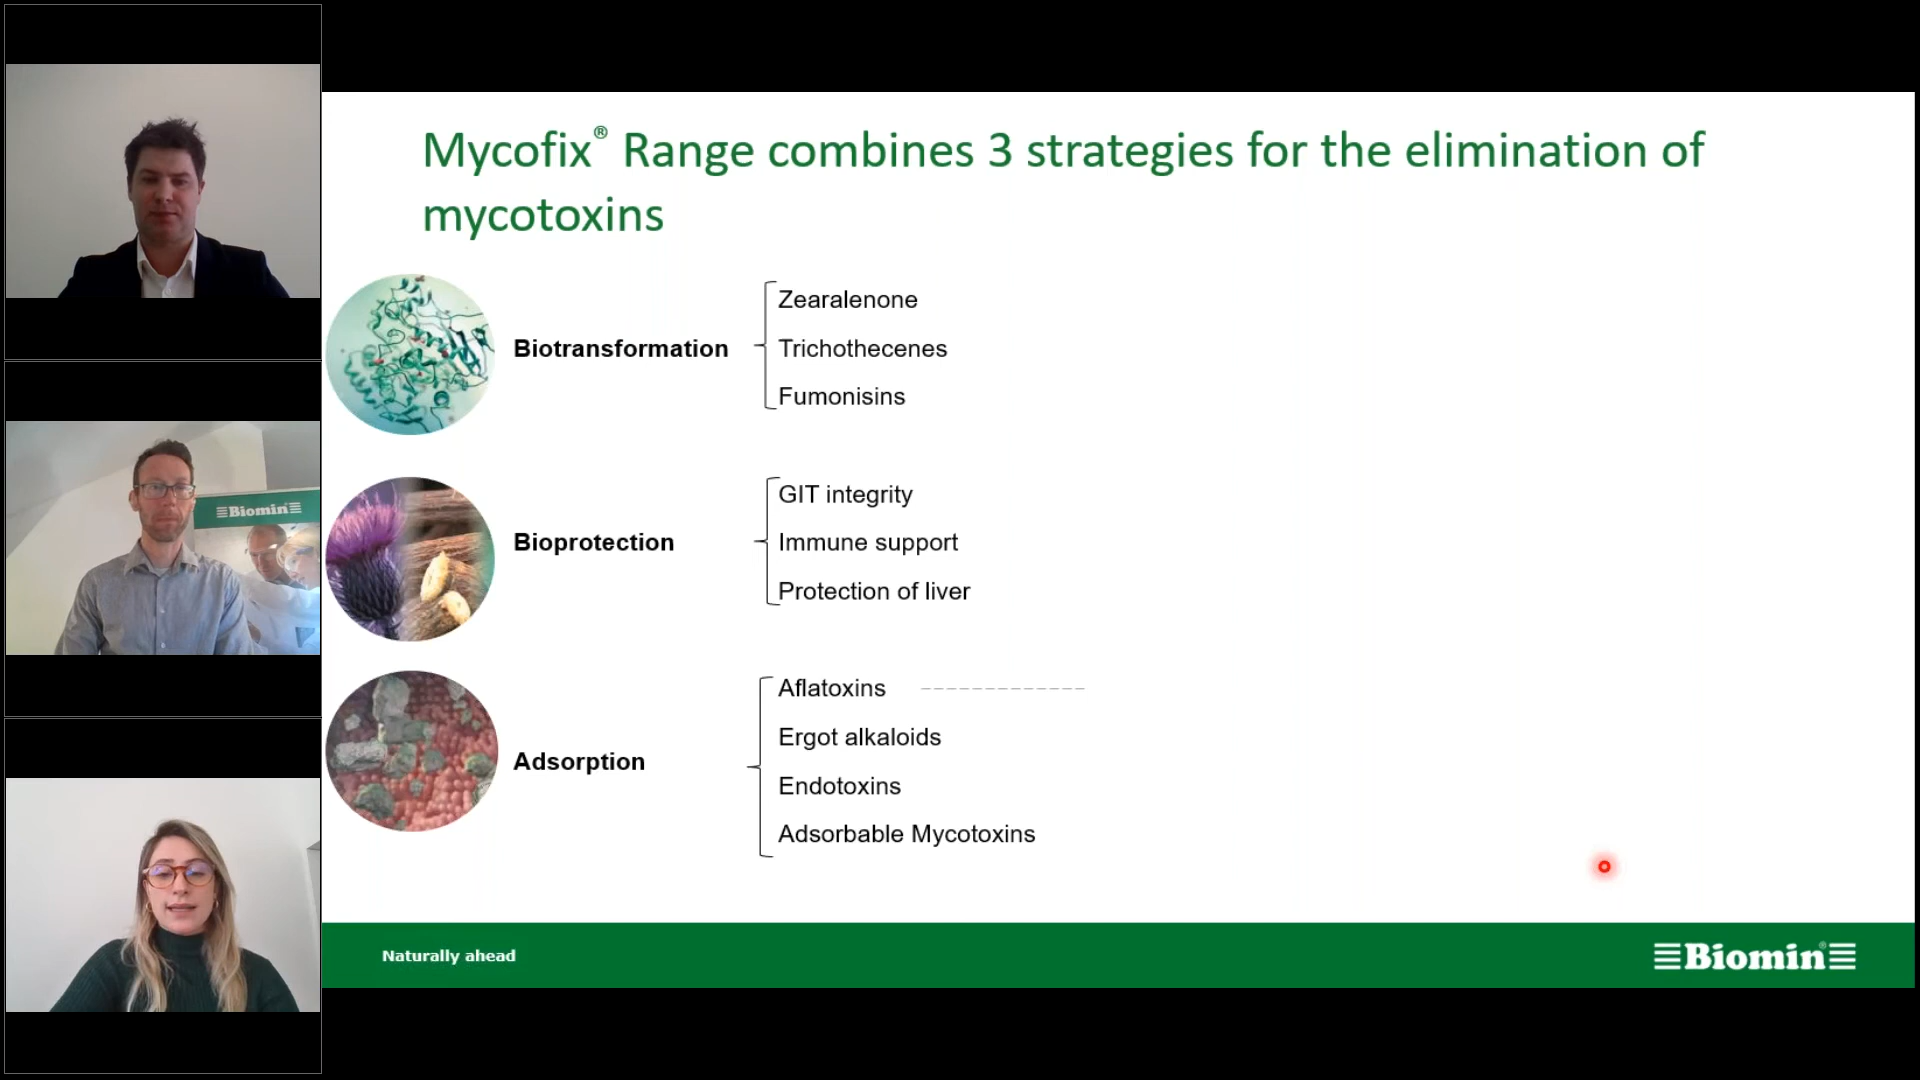 Biomin
Mycofix® Range combines 3 strategies for the elimination of
mycotoxins
Biotransformation
Zearalenone
Trichothecenes
Fumonisins
Bioprotection
GIT integrity
Immune support
Protection of liver
Adsorption
Aflatoxins
Ergot alkaloids
Endotoxins
Adsorbable Mycotoxins
Naturally ahead
Biomin®